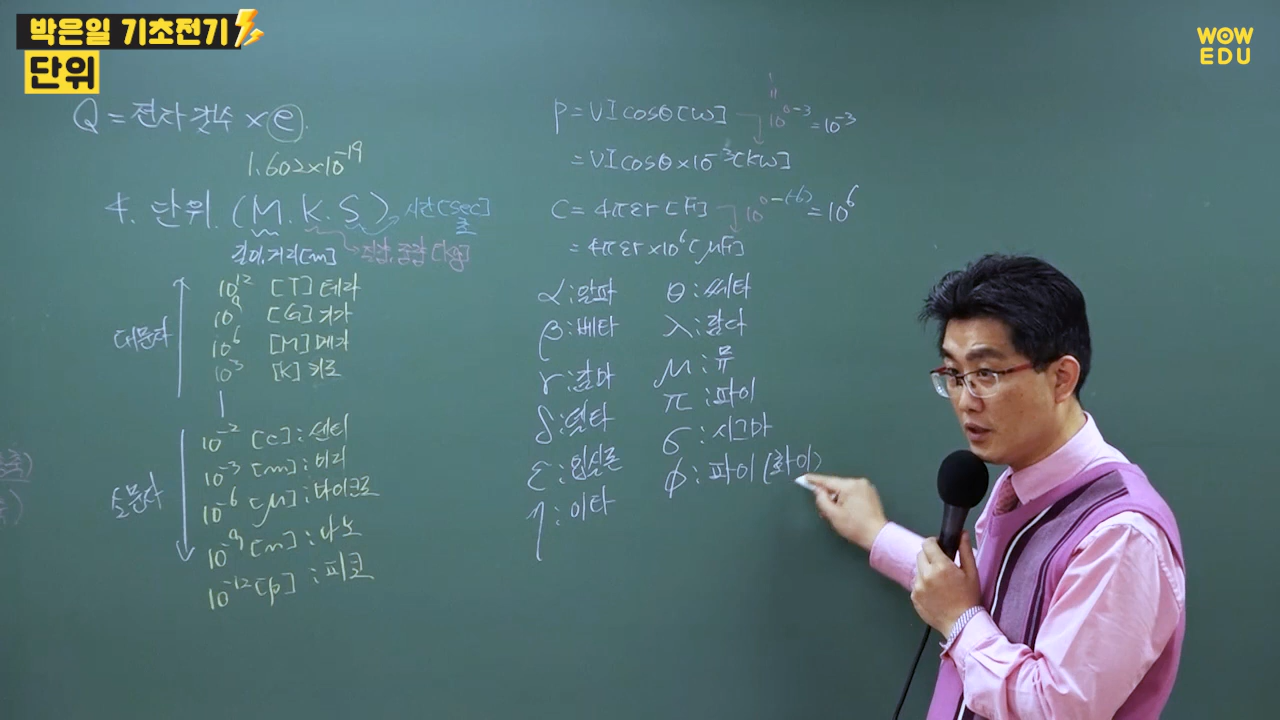 박은일 기초전기
단위
WOW
EDU
Q = 전자갯수 × e.
1.602×10⁻¹⁹
4. 단위. (M.K.S) 시간[sec]
초
길이,거리[m] 질량,중량[kg]
10¹² [T] 테라
10⁹ [G] 기가
10⁶ [M] 메가
10³ [K] 키로
대문자
1
10⁻² [c] : 센티
10⁻³ [m] : 미리
10⁻⁶ [μ] : 마이크로
10⁻⁹ [n] : 나노
10⁻¹² [p] : 피코
소문자
P = VI cosθ [W] 10⁰⁻³ = 10⁻³
1
= VI cosθ × 10⁻³ [KW]
C = 4πεr [F] 10⁰⁻⁽⁻⁶⁾ = 10⁶
= 4πεr × 10⁶ [μF]
α : 알파
β : 베타
γ : 감마
δ : 델타
ε : 입실론
η : 이타
θ : 씨타
λ : 람다
μ : 뮤
π : 파이
σ : 시그마
φ : 파이 (화이)